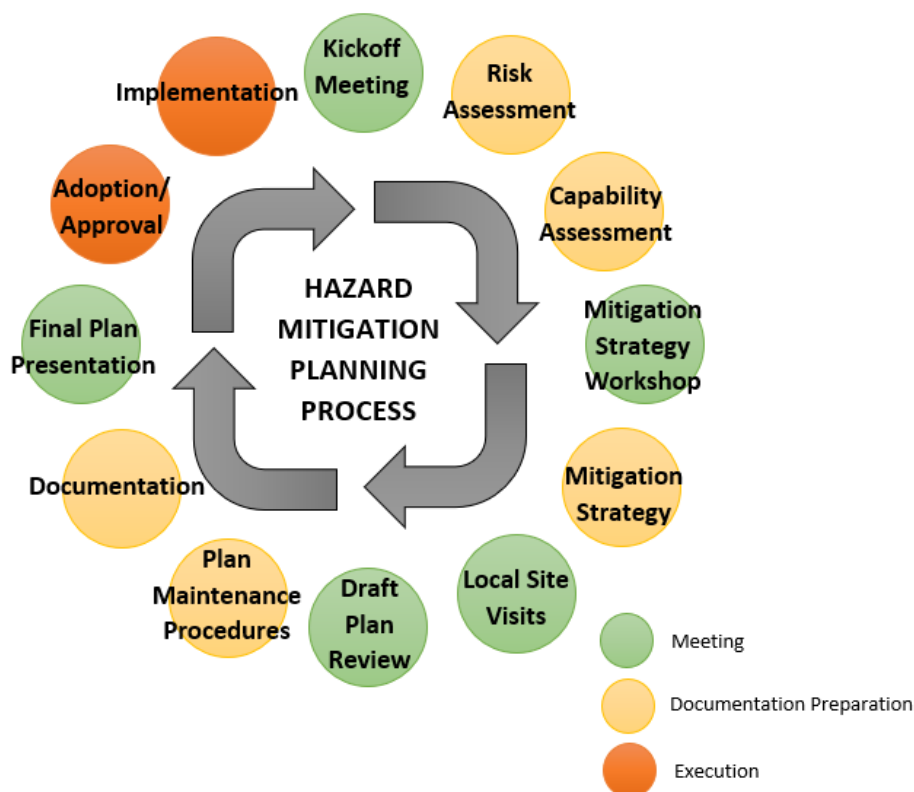 Kickoff
Meeting
Risk
Assessment
Capability
Assessment
Mitigation
Strategy
Workshop
Mitigation
Strategy
Local Site
Visits
Draft
Plan
Review
Plan
Maintenance
Procedures
Documentation
Final Plan
Presentation
Adoption/
Approval
Implementation
HAZARD
MITIGATION
PLANNING
PROCESS
Meeting
Documentation Preparation
Execution